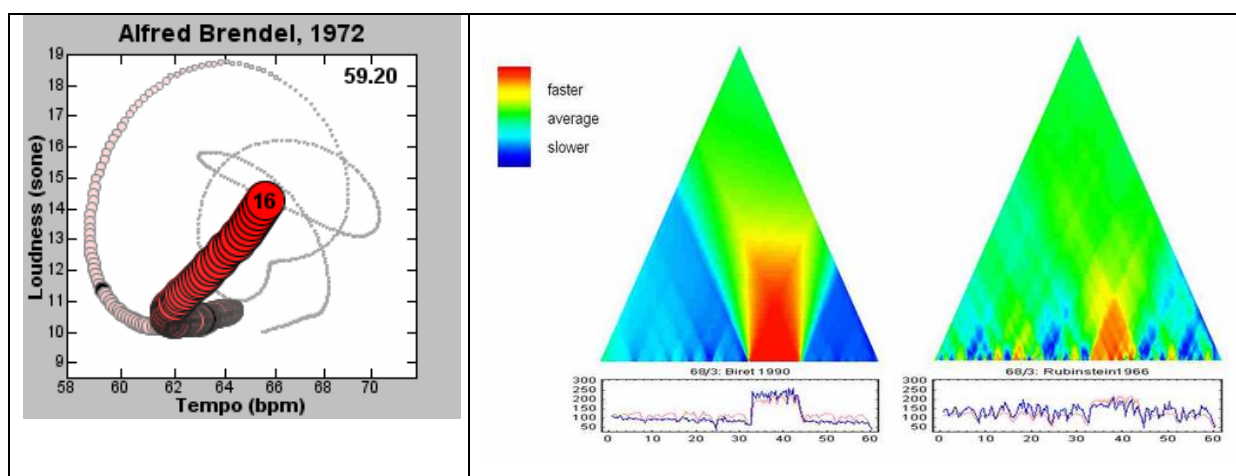 Alfred Brendel, 1972
59.20
Loudness (sone)
19
18
17
16
15
14
13
12
11
10
9
16
58 60 62 64 66 68 70
Tempo (bpm)
faster
average
slower
68/3: Biret 1990
300
250
200
150
100
50
0 10 20 30 40 50 60
68/3: Rubinstein1966
300
250
200
150
100
50
0 10 20 30 40 50 60